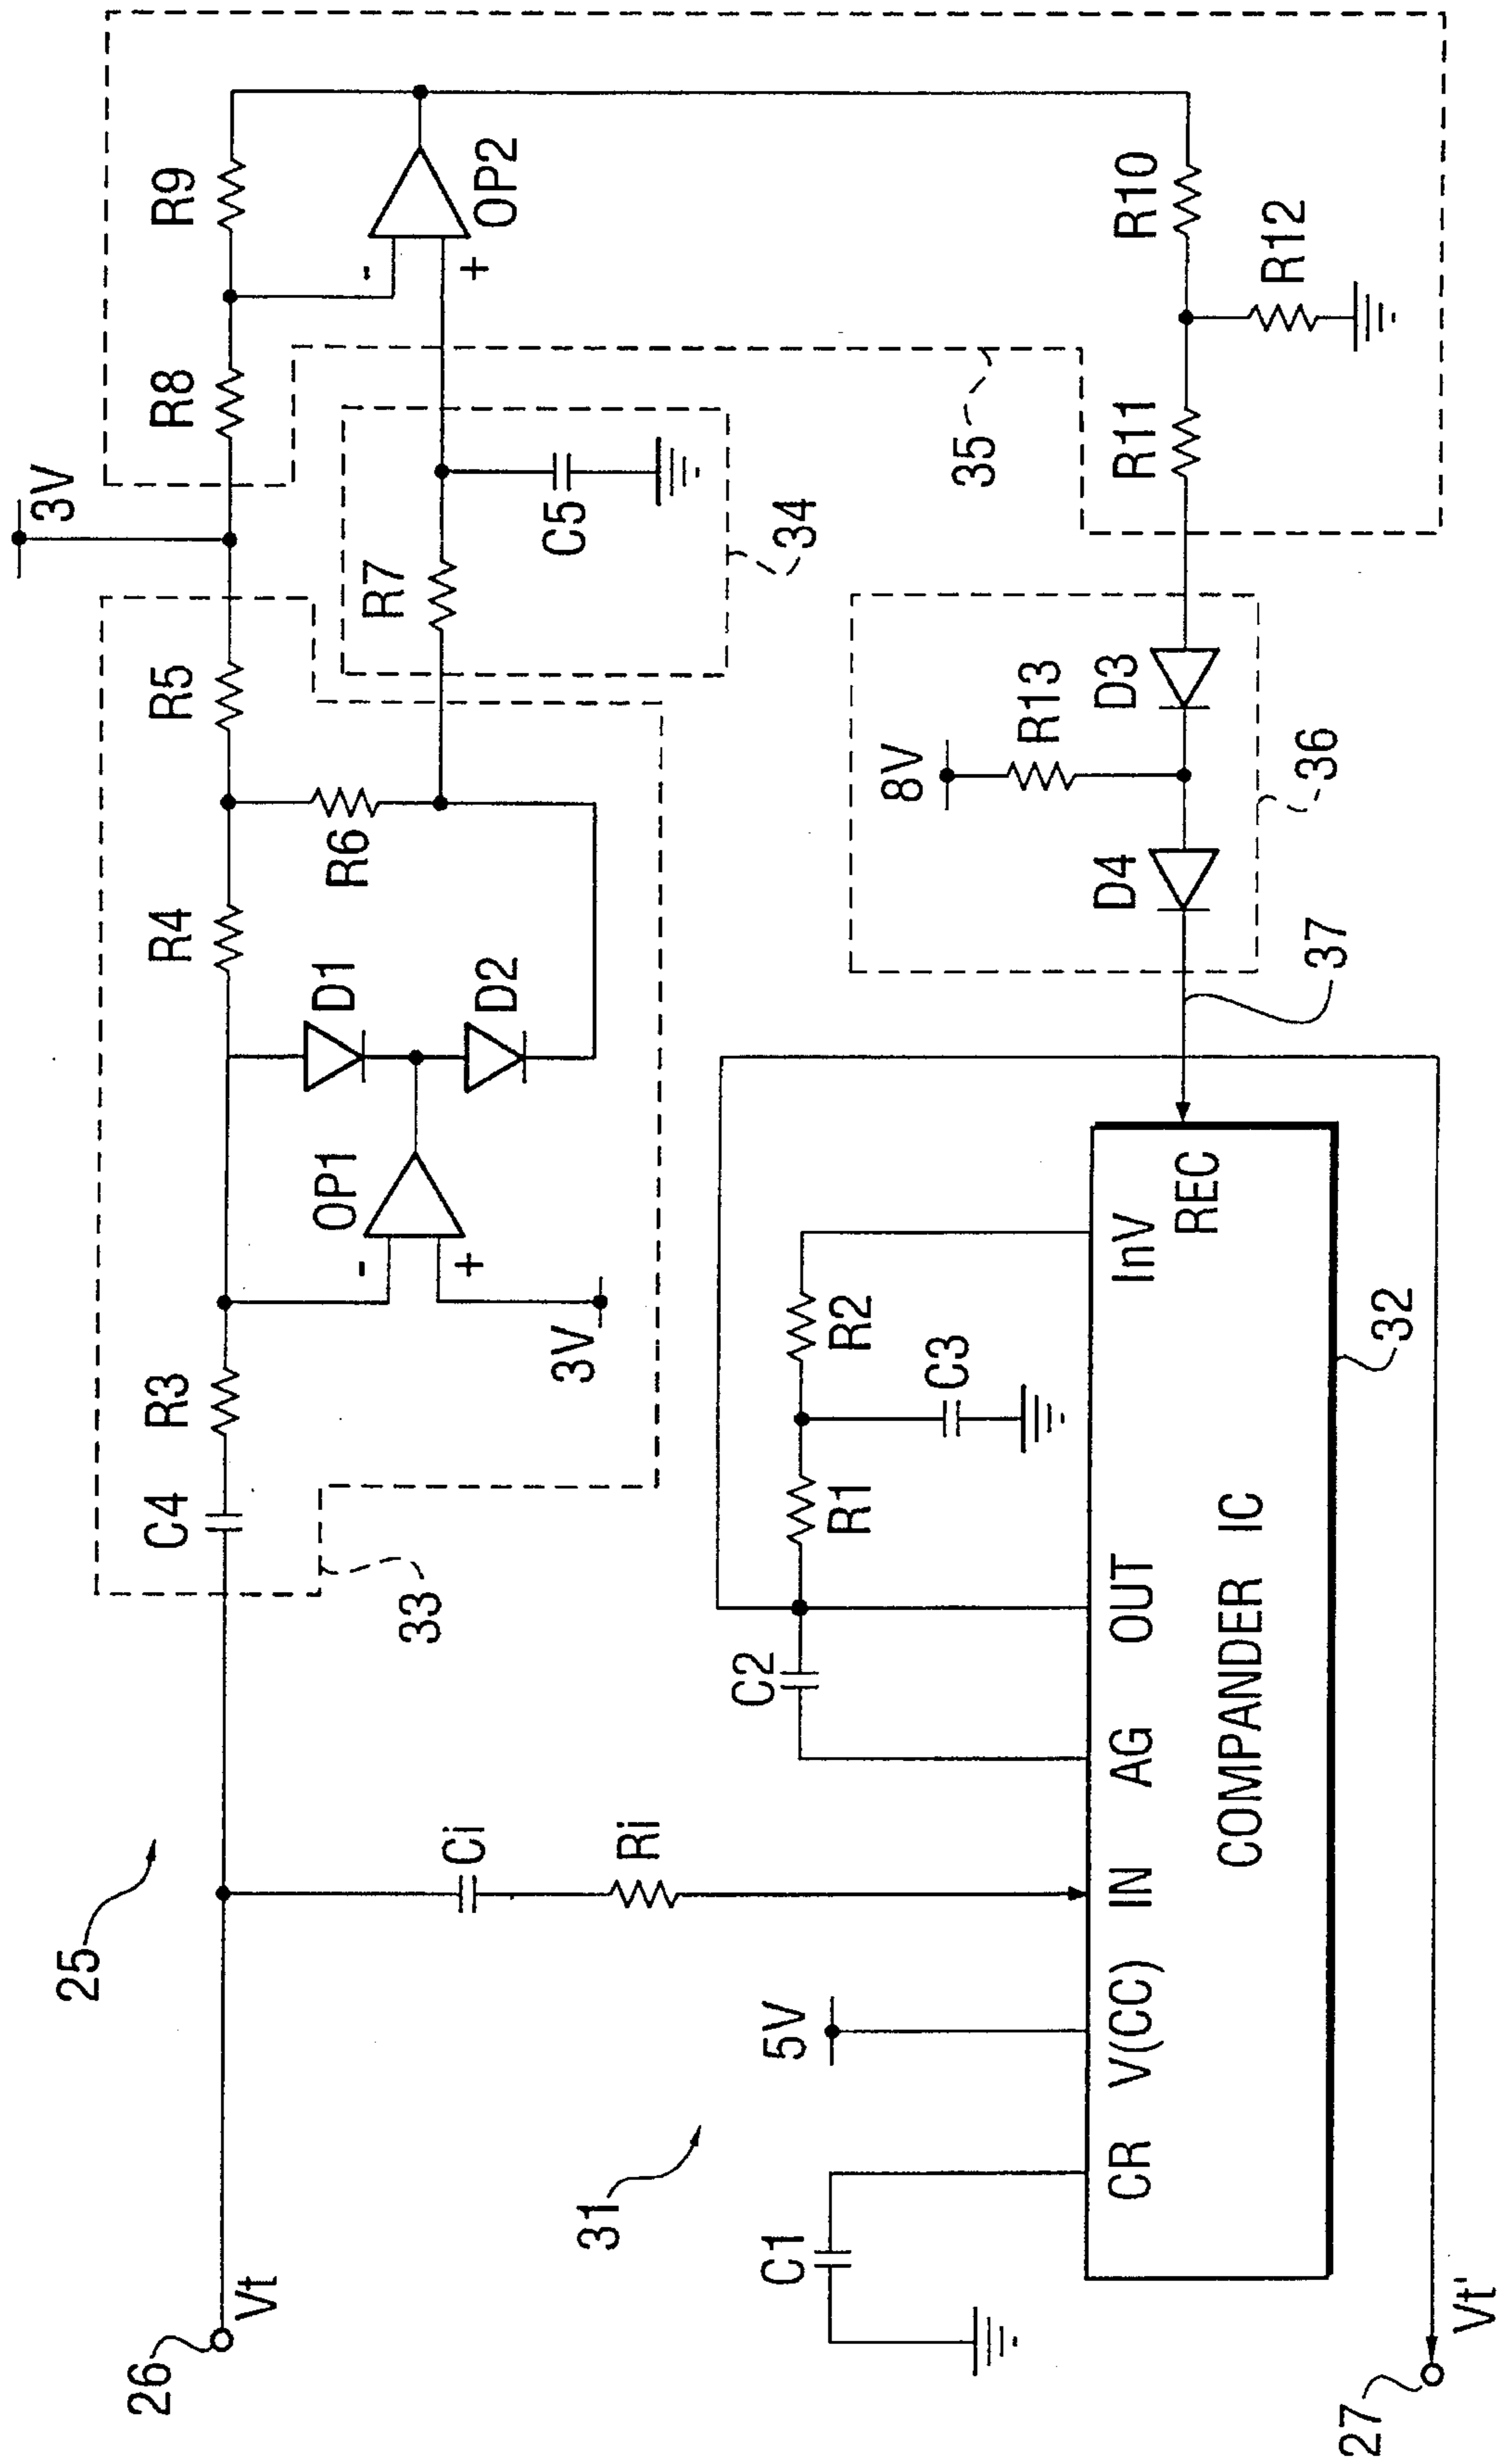 3V
R8
R9
R5
R4
R3
C4
R6
R7
C5
D1
D2
OP1
OP2
-
+
-
+
3V
33
34
35
R10
R11
R12
8V
R13
D3
D4
36
37
25
26
Vt
Ci
Ri
31
C1
5V
C2
R1
R2
C3
CR
V(CC)
IN
AG
OUT
InV
REC
COMPANDER IC
32
27
Vt'